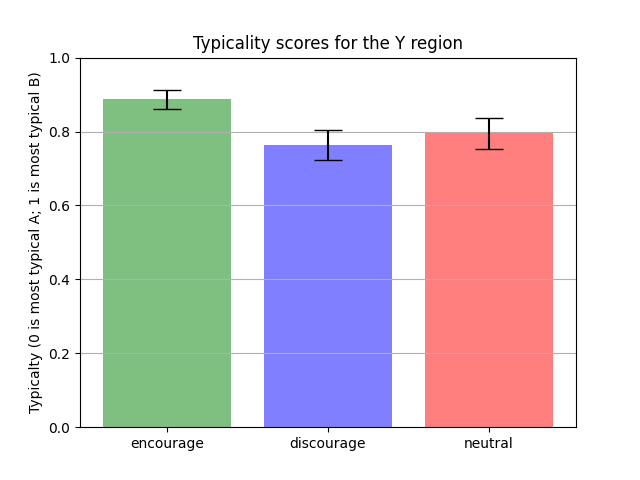 Typicality scores for the Y region
Typicalty (0 is most typical A; 1 is most typical B)
1.0
0.8
0.6
0.4
0.2
0.0
encourage discourage neutral